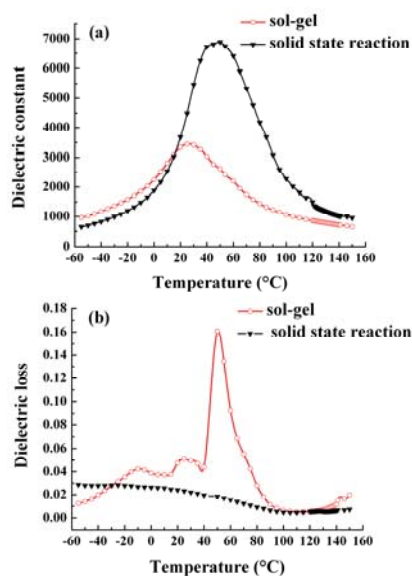 (a)
sol-gel
solid state reaction
7000
6000
5000
4000
3000
2000
1000
0
Dielectric constant
-60 -40 -20 0 20 40 60 80 100 120 140 160
Temperature (°C)
(b)
sol-gel
solid state reaction
0.18
0.16
0.14
0.12
0.10
0.08
0.06
0.04
0.02
0.00
Dielectric loss
-60 -40 -20 0 20 40 60 80 100 120 140 160
Temperature (°C)